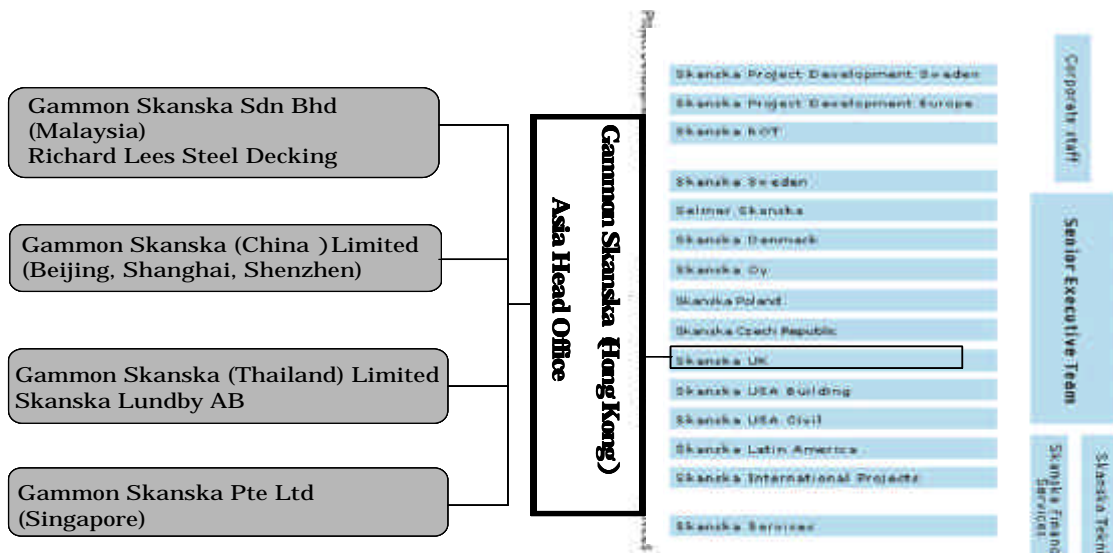 Gammon Skanska Sdn Bhd
(Malaysia)
Richard Lees Steel Decking
Gammon Skanska (China ) Limited
(Beijing, Shanghai, Shenzhen)
Gammon Skanska (Thailand) Limited
Skanska Lundby AB
Gammon Skanska Pte Ltd
(Singapore)
Gammon Skanska (Hong Kong)
Asia Head Office
Skanska Project Development Sweden
Skanska Project Development Europe
Skanska BOT
Skanska Sweden
Selmer Skanska
Skanska Denmark
Skanska Oy
Skanska Poland
Skanska Czech Republic
Skanska UK
Skanska USA Building
Skanska USA Civil
Skanska Latin America
Skanska International Projects
Skanska Services
Corporate staff
Senior Executive Team
Skanska Financ
Services
Skanska Tekni